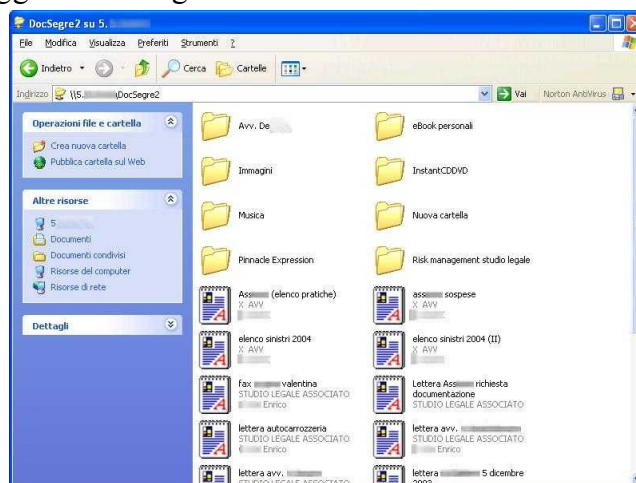 DocSegre2 su 5.
File Modifica Visualizza Preferiti Strumenti ?
Indietro Cerca Cartelle
Indirizzo \\5. \DocSegre2 Vai Norton AntiVirus
Operazioni file e cartella
Crea nuova cartella
Pubblica cartella sul Web
Altre risorse
5
Documenti
Documenti condivisi
Risorse del computer
Risorse di rete
Dettagli
Avv. De
eBook personali
Immagini
InstantCDDVD
Musica
Nuova cartella
Pinnacle Expression
Risk management studio legale
Ass (elenco pratiche)
X AVV
ass sospese
X AVV
elenco sinistri 2004
X AVV
elenco sinistri 2004 (II)
X AVV
fax valentina
STUDIO LEGALE ASSOCIATO
Enrico
Lettera Ass richiesta
documentazione
STUDIO LEGALE ASSOCIATO
lettera autocarrozzeria
STUDIO LEGALE ASSOCIATO
Enrico
lettera avv.
STUDIO LEGALE ASSOCIATO
Enrico
lettera avv.
STUDIO LEGALE ASSOCIATO
lettera 5 dicembre
2003